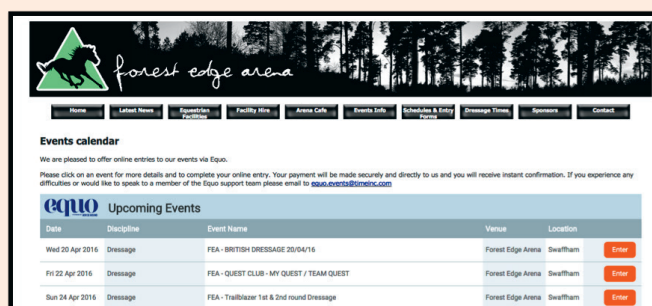 forest edge arena
Home Latest News Equestrian Facilities Facility Hire Arena Cafe Events Info Schedules & Entry Forms Dressage Times Sponsors Contact
Events calendar
We are pleased to offer online entries to our events via Equo.
Please click on an event for more details and to complete your online entry. Your payment will be made securely and directly to us and you will receive instant confirmation. If you experience any
difficulties or would like to speak to a member of the Equo support team please email to equo.events@timeinc.com
equo Upcoming Events
Date Discipline Event Name Venue Location
Wed 20 Apr 2016 Dressage FEA - BRITISH DRESSAGE 20/04/16 Forest Edge Arena Swaffham Enter
Fri 22 Apr 2016 Dressage FEA - QUEST CLUB - MY QUEST / TEAM QUEST Forest Edge Arena Swaffham Enter
Sun 24 Apr 2016 Dressage FEA - Trailblazer 1st & 2nd round Dressage Forest Edge Arena Swaffham Enter